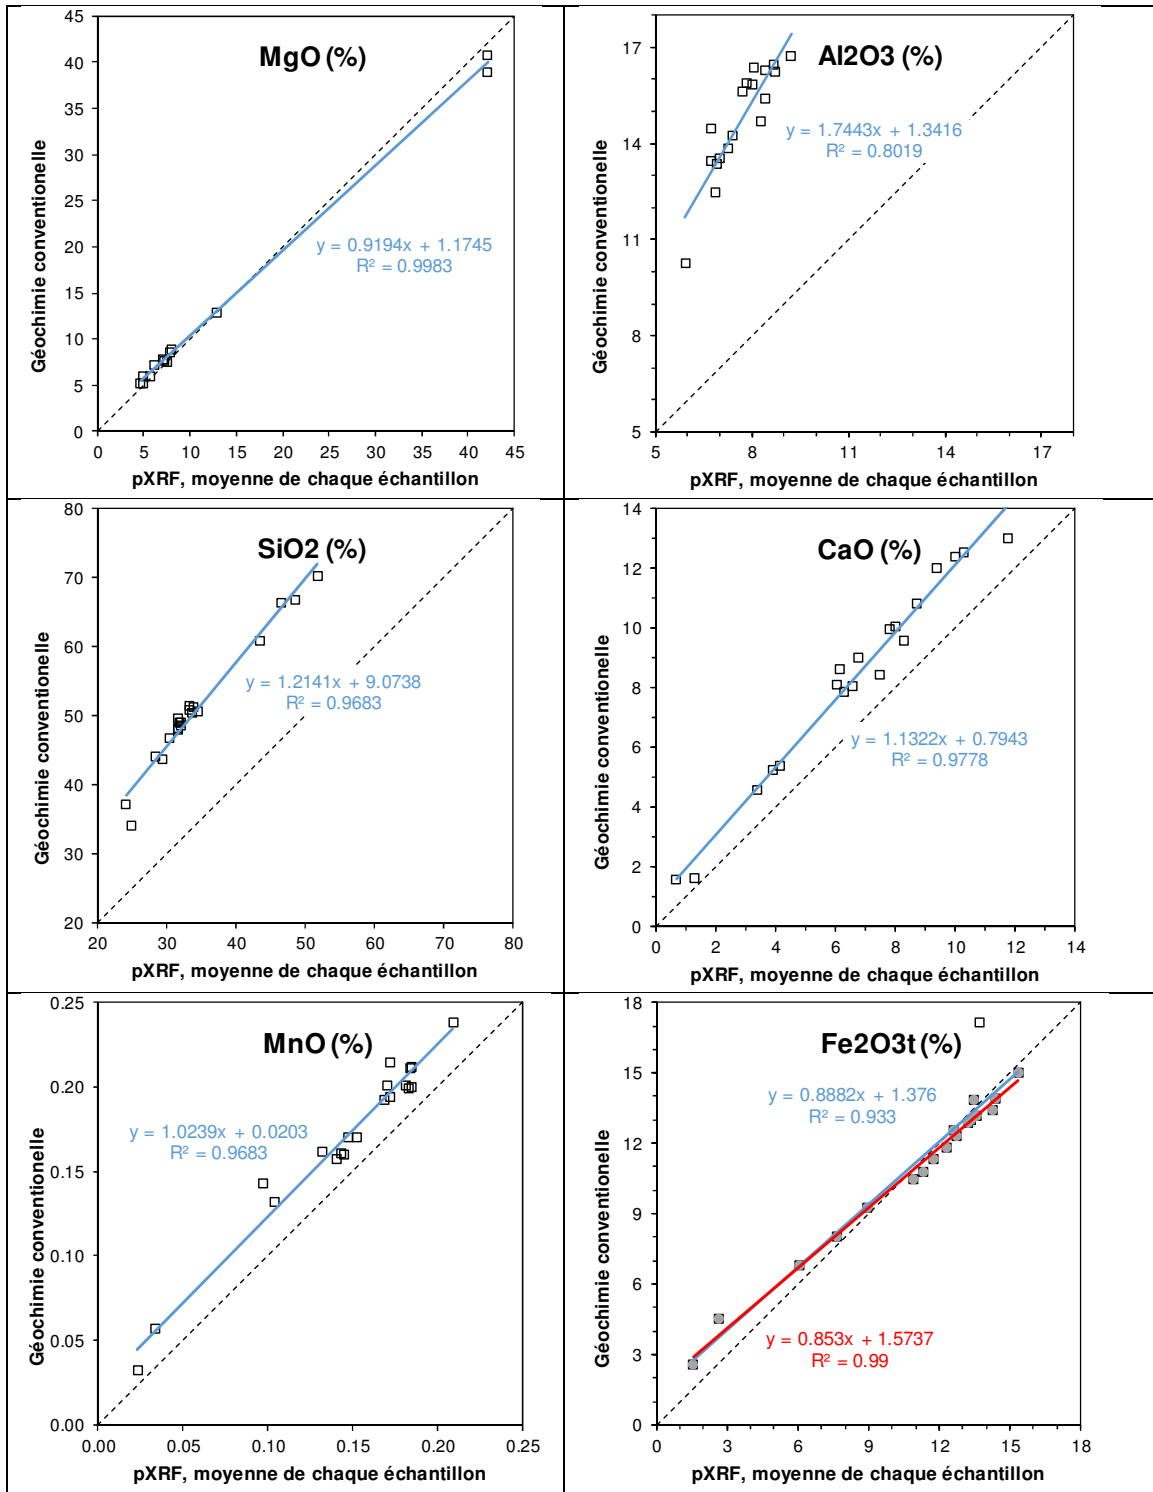 MgO (%)
45
40
35
30
25
20
15
10
5
0
Géochimie conventionelle
y = 0.9194x + 1.1745
R² = 0.9983
0 5 10 15 20 25 30 35 40 45
pXRF, moyenne de chaque échantillon
Al2O3 (%)
17
14
11
8
5
Géochimie conventionelle
y = 1.7443x + 1.3416
R² = 0.8019
5 8 11 14 17
pXRF, moyenne de chaque échantillon
SiO2 (%)
80
70
60
50
40
30
20
Géochimie conventionelle
y = 1.2141x + 9.0738
R² = 0.9683
20 30 40 50 60 70 80
pXRF, moyenne de chaque échantillon
CaO (%)
14
12
10
8
6
4
2
0
Géochimie conventionelle
y = 1.1322x + 0.7943
R² = 0.9778
0 2 4 6 8 10 12 14
pXRF, moyenne de chaque échantillon
MnO (%)
0.25
0.20
0.15
0.10
0.05
0.00
Géochimie conventionelle
y = 1.0239x + 0.0203
R² = 0.9683
0.00 0.05 0.10 0.15 0.20 0.25
pXRF, moyenne de chaque échantillon
Fe2O3t (%)
18
15
12
9
6
3
0
Géochimie conventionelle
y = 0.8882x + 1.376
R² = 0.933
y = 0.853x + 1.5737
R² = 0.99
0 3 6 9 12 15 18
pXRF, moyenne de chaque échantillon